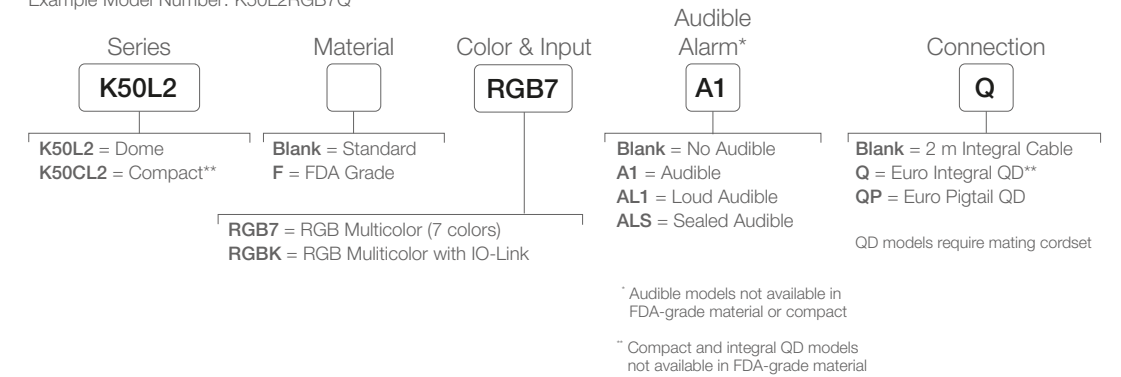 Example Model Number: K50L2RGB7Q
Series
Material
Color & Input
Audible
Alarm*
Connection
K50L2
RGB7
A1
Q
K50L2 = Dome
K50CL2 = Compact**
Blank = Standard
F = FDA Grade
RGB7 = RGB Multicolor (7 colors)
RGBK = RGB Muliticolor with IO-Link
Blank = No Audible
A1 = Audible
AL1 = Loud Audible
ALS = Sealed Audible
Blank = 2 m Integral Cable
Q = Euro Integral QD**
QP = Euro Pigtail QD
QD models require mating cordset
* Audible models not available in
FDA-grade material or compact
** Compact and integral QD models
not available in FDA-grade material